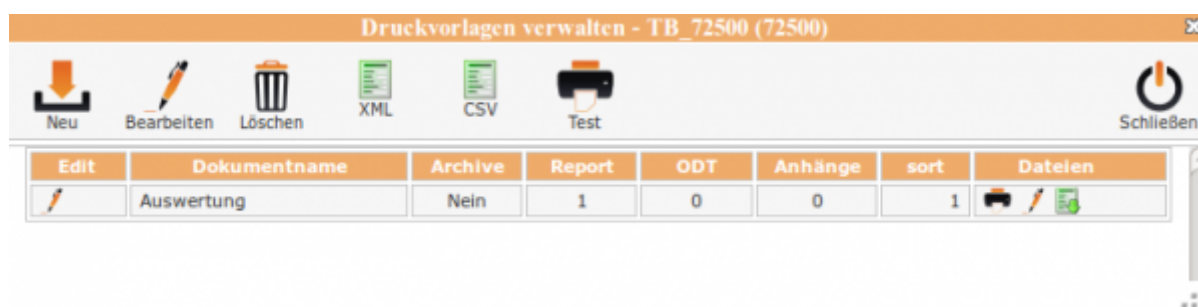 Druckvorlagen verwalten - TB_72500 (72500)
Neu Bearbeiten Löschen XML CSV Test Schließen
Edit Dokumentname Archive Report ODT Anhänge sort Dateien
Auswertung Nein 1 0 0 1